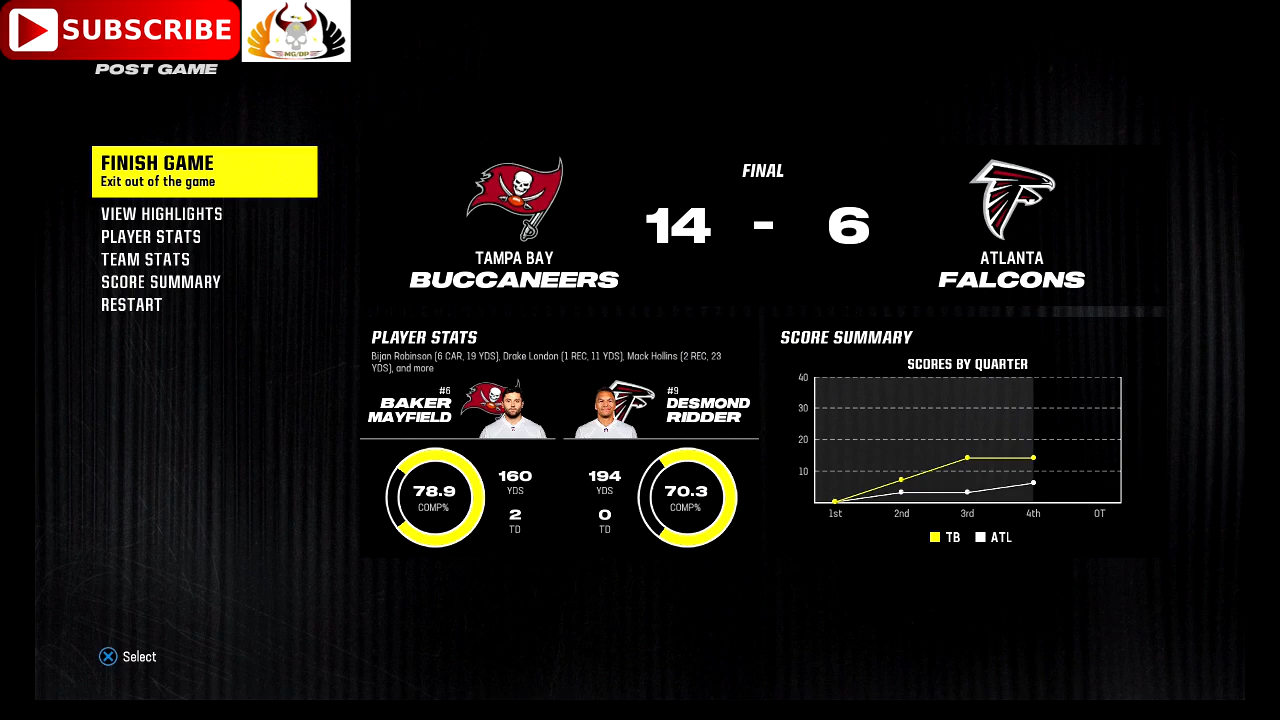 SUBSCRIBE
MG/DP
POST GAME
FINISH GAME
Exit out of the game
VIEW HIGHLIGHTS
PLAYER STATS
TEAM STATS
SCORE SUMMARY
RESTART
FINAL
14 - 6
TAMPA BAY
BUCCANEERS
ATLANTA
FALCONS
PLAYER STATS
Bijan Robinson (6 CAR, 19 YDS), Drake London (1 REC, 11 YDS), Mack Hollins (2 REC, 23
YDS), and more
#6
BAKER
MAYFIELD
#9
DESMOND
RIDDER
78.9
COMP%
160
YDS
2
TD
194
YDS
0
TD
70.3
COMP%
SCORE SUMMARY
SCORES BY QUARTER
40
30
20
10
1st 2nd 3rd 4th OT
TB ATL
Select